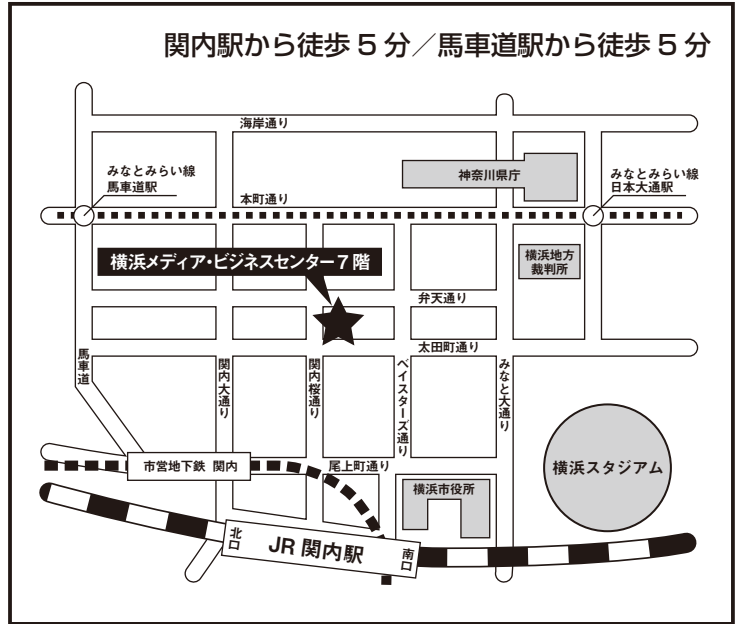 関内駅から徒歩5分／馬車道駅から徒歩5分
海岸通り
みなとみらい線
馬車道駅
神奈川県庁
みなとみらい線
日本大通駅
本町通り
横浜メディア・ビジネスセンター7階
横浜地方
裁判所
弁天通り
太田町通り
馬車道
関内大通り
関内桜通り
ベイスターズ通り
みなと大通り
市営地下鉄 関内
尾上町通り
横浜スタジアム
横浜市役所
北口
JR 関内駅
南口